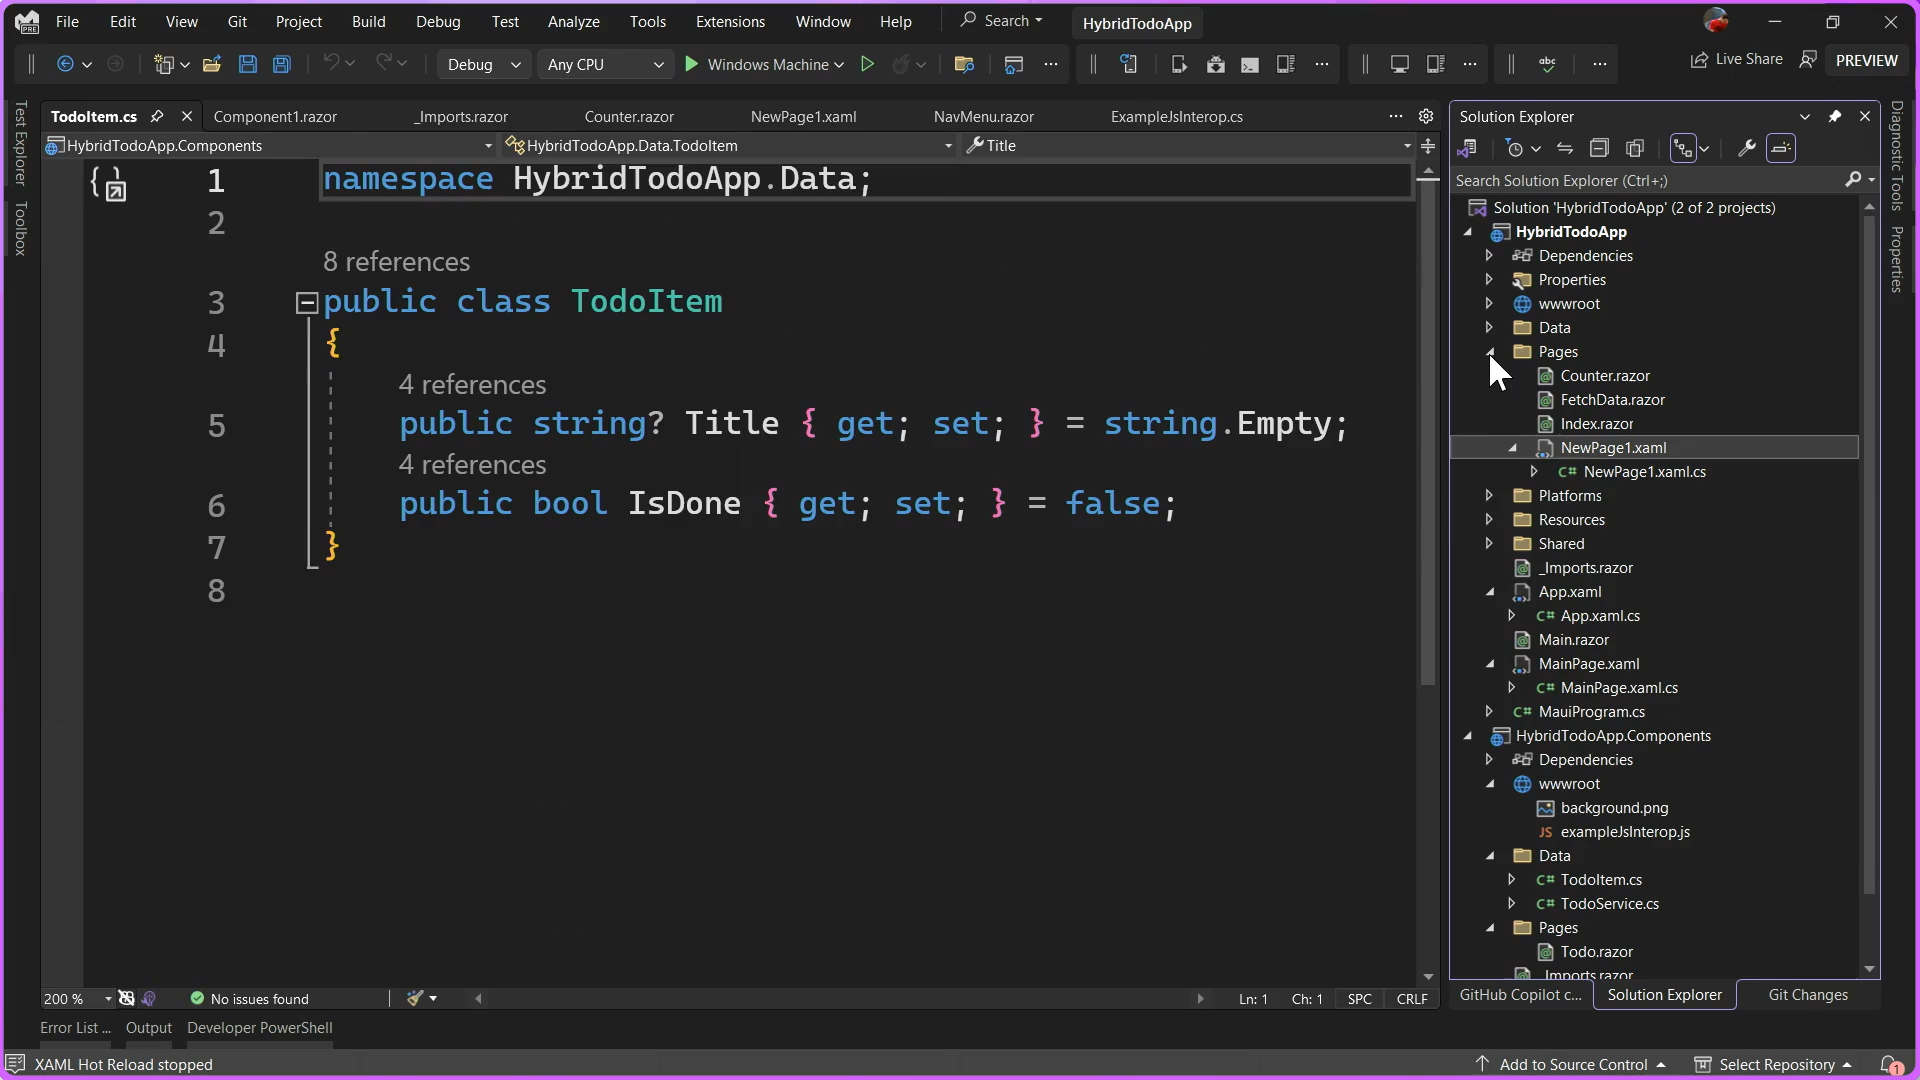 File Edit View Git Project Build Debug Test Analyze Tools Extensions Window Help Search HybridTodoApp
Debug Any CPU Windows Machine Live Share PREVIEW
TodoItem.cs Component1.razor _Imports.razor Counter.razor NewPage1.xaml NavMenu.razor ExampleJsInterop.cs
HybridTodoApp.Components HybridTodoApp.Data.TodoItem Title
Test Explorer
Toolbox
1 namespace HybridTodoApp.Data;
2
8 references
3 public class TodoItem
4 {
4 references
5 public string? Title { get; set; } = string.Empty;
4 references
6 public bool IsDone { get; set; } = false;
7 }
8
200 % No issues found Ln: 1 Ch: 1 SPC CRLF
Error List ... Output Developer PowerShell
Solution Explorer
Search Solution Explorer (Ctrl+;)
Solution 'HybridTodoApp' (2 of 2 projects)
HybridTodoApp
Dependencies
Properties
wwwroot
Data
Pages
Counter.razor
FetchData.razor
Index.razor
NewPage1.xaml
C# NewPage1.xaml.cs
Platforms
Resources
Shared
_Imports.razor
App.xaml
C# App.xaml.cs
Main.razor
MainPage.xaml
C# MainPage.xaml.cs
C# MauiProgram.cs
HybridTodoApp.Components
Dependencies
wwwroot
background.png
JS exampleJsInterop.js
Data
C# TodoItem.cs
C# TodoService.cs
Pages
Todo.razor
_Imports.razor
GitHub Copilot c... Solution Explorer Git Changes
Diagnostic Tools
Properties
XAML Hot Reload stopped Add to Source Control Select Repository 1